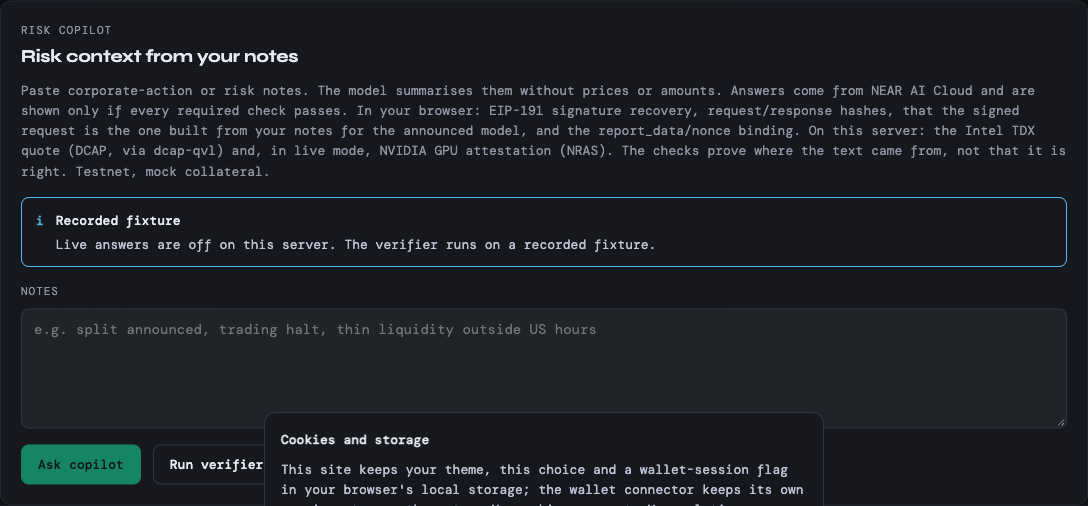 RISK COPILOT
Risk context from your notes
Paste corporate-action or risk notes. The model summarises them without prices or amounts. Answers come from NEAR AI Cloud and are
shown only if every required check passes. In your browser: EIP-191 signature recovery, request/response hashes, that the signed
request is the one built from your notes for the announced model, and the report_data/nonce binding. On this server: the Intel TDX
quote (DCAP, via dcap-qvl) and, in live mode, NVIDIA GPU attestation (NRAS). The checks prove where the text came from, not that it is
right. Testnet, mock collateral.
i Recorded fixture
Live answers are off on this server. The verifier runs on a recorded fixture.
NOTES
e.g. split announced, trading halt, thin liquidity outside US hours
Ask copilot
Run verifier
Cookies and storage
This site keeps your theme, this choice and a wallet-session flag
in your browser's local storage; the wallet connector keeps its own